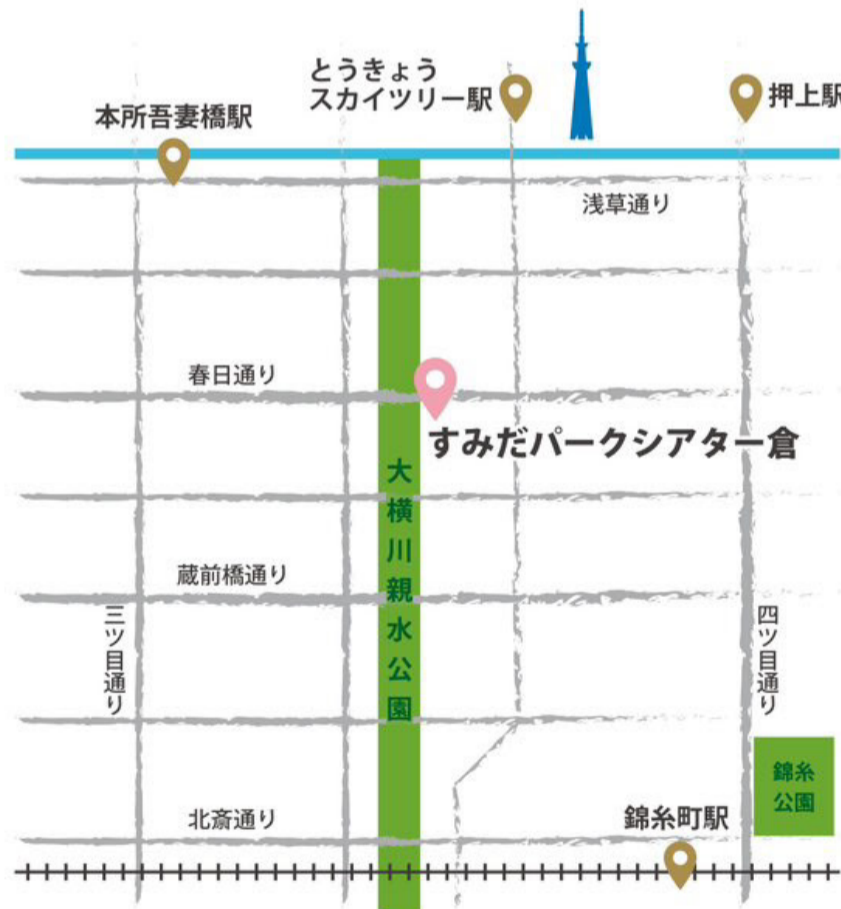 とうきょう
スカイツリー駅
押上駅
本所吾妻橋駅
浅草通り
春日通り
すみだパークシアター倉
大横川親水公園
蔵前橋通り
三ツ目通り
四ツ目通り
錦糸
公園
北斎通り
錦糸町駅